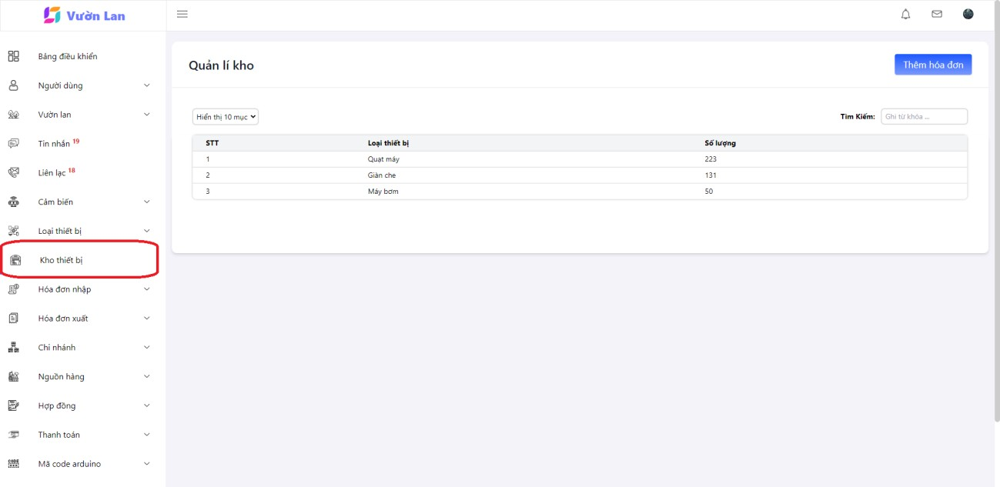 Vườn Lan
Bảng điều khiển
Người dùng
Vườn lan
Tin nhắn 19
Liên lạc 18
Cảm biến
Loại thiết bị
Kho thiết bị
Hóa đơn nhập
Hóa đơn xuất
Chi nhánh
Nguồn hàng
Hợp đồng
Thanh toán
Mã code arduino
Quản lí kho
Thêm hóa đơn
Hiển thị 10 mục
Tìm Kiếm: Ghi từ khóa ...
STT Loại thiết bị Số lượng
1 Quạt máy 223
2 Giàn che 131
3 Máy bơm 50